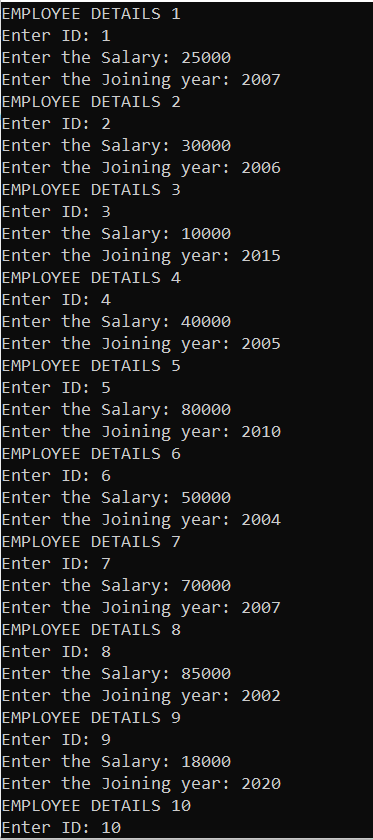 EMPLOYEE DETAILS 1
Enter ID: 1
Enter the Salary: 25000
Enter the Joining year: 2007
EMPLOYEE DETAILS 2
Enter ID: 2
Enter the Salary: 30000
Enter the Joining year: 2006
EMPLOYEE DETAILS 3
Enter ID: 3
Enter the Salary: 10000
Enter the Joining year: 2015
EMPLOYEE DETAILS 4
Enter ID: 4
Enter the Salary: 40000
Enter the Joining year: 2005
EMPLOYEE DETAILS 5
Enter ID: 5
Enter the Salary: 80000
Enter the Joining year: 2010
EMPLOYEE DETAILS 6
Enter ID: 6
Enter the Salary: 50000
Enter the Joining year: 2004
EMPLOYEE DETAILS 7
Enter ID: 7
Enter the Salary: 70000
Enter the Joining year: 2007
EMPLOYEE DETAILS 8
Enter ID: 8
Enter the Salary: 85000
Enter the Joining year: 2002
EMPLOYEE DETAILS 9
Enter ID: 9
Enter the Salary: 18000
Enter the Joining year: 2020
EMPLOYEE DETAILS 10
Enter ID: 10